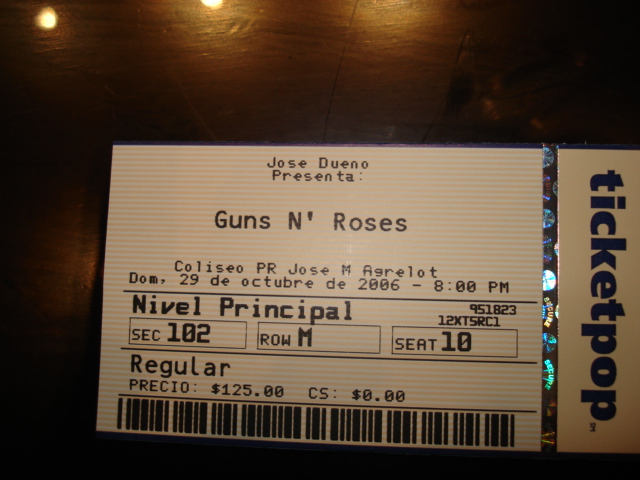 Jose Dueno
Presenta:
Guns N' Roses
Coliseo PR Jose M Agrelot
Dom, 29 de octubre de 2006 - 8:00 PM
Nivel Principal
951823
12XT5RC1
SEC 102
ROW M
SEAT 10
Regular
PRECIO: $125.00 CS: $0.00
ticketpop
SECURE